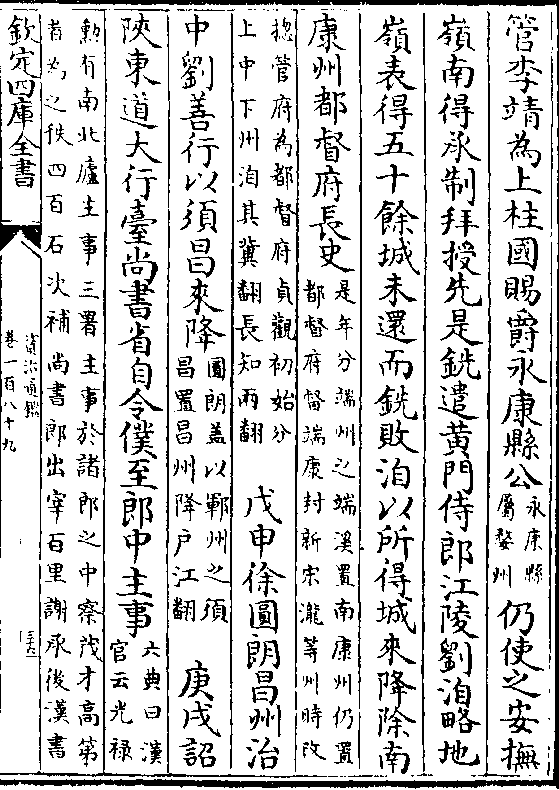 管李靖為上柱國賜爵永康縣公永康縣屬婺州仍使之安撫
嶺南得承制拜授先是銑遣黄門侍郎江陵劉洎略地
嶺表得五十餘城未還而銑敗洎以所得城來降除南
康州都督府長史是年分端州之端溪置南康州仍置都督府督端康封新宋瀧等州時改
揔管府為都督府貞觀初始分上中下州洎其冀翻長知兩翻戊申徐圓朗昌州治
中劉善行以須昌來降圓朗蓋以鄆州之須昌置昌州降戶江翻庚戌詔
陜東道大行臺尚書省自令僕至郎中主事六典曰漢官云光禄
勲有南北廬主事三署主事於諸郎之中察茂才高第者為之秩四百石次補尚書郎出宰百里謝承後漢書
欽定四庫全書
資治通鑑
卷一百八十九
三六